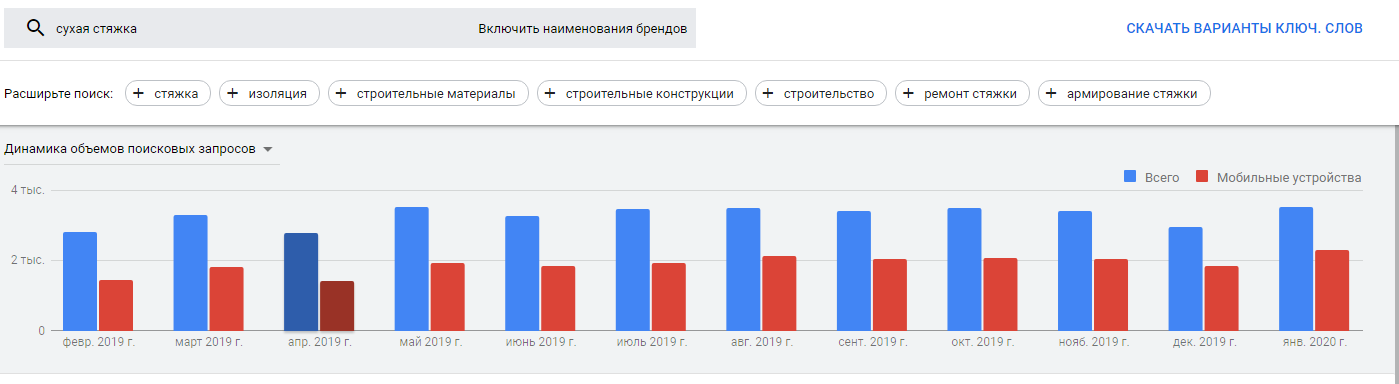 сухая стяжка Включить наименования брендов СКАЧАТЬ ВАРИАНТЫ КЛЮЧ. СЛОВ
Расширьте поиск: + стяжка + изоляция + строительные материалы + строительные конструкции + строительство + ремонт стяжки + армирование стяжки
Динамика объемов поисковых запросов
Всего Мобильные устройства
4 тыс.
2 тыс.
0
февр. 2019 г. март 2019 г. апр. 2019 г. май 2019 г. июнь 2019 г. июль 2019 г. авг. 2019 г. сент. 2019 г. окт. 2019 г. нояб. 2019 г. дек. 2019 г. янв. 2020 г.